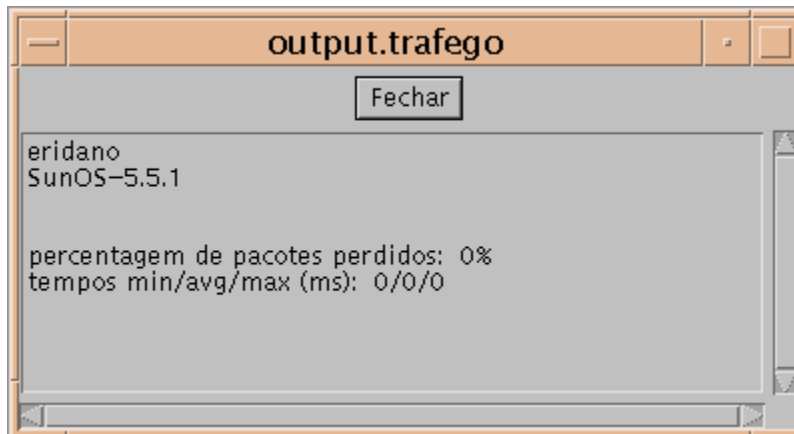 output.trafego
Fechar
eridano
SunOS-5.5.1
percentagem de pacotes perdidos: 0%
tempos min/avg/max (ms): 0/0/0